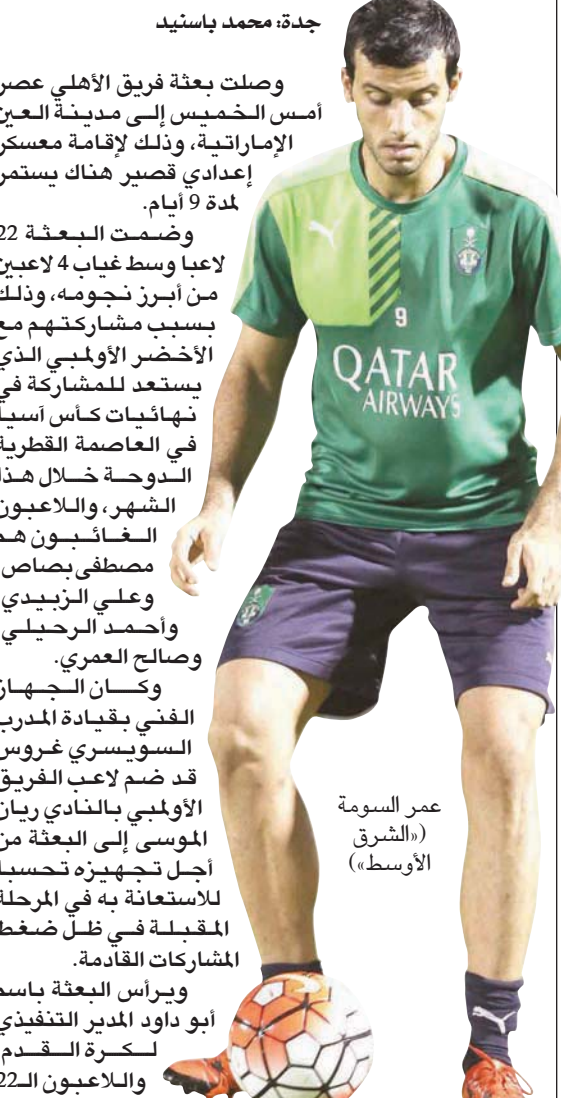 جدة: محمد باسنيد
وصلت بعثة فريق الأهلي عصر
أمس الخميس إلى مدينة العين
الإماراتية، وذلك لإقامة معسكر
إعدادي قصير هناك يستمر
لمدة 9 أيام.
وضمت البعثة 22
لاعبا وسط غياب 4 لاعبين
من أبرز نجومه، وذلك
بسبب مشاركتهم مع
الأخضر الأولمبي الذي
يستعد للمشاركة في
نهائيات كأس آسيا
في العاصمة القطرية
الدوحة خلال هذا
الشهر، واللاعبون
الغائبون هم
مصطفى بصاص
وعلي الزبيدي
وأحمد الرحيلي
وصالح العمري.
وكان الجهاز
الفني بقيادة المدرب
السويسري غروس
قد ضم لاعب الفريق
الأولمبي بالنادي ريان
الموسى إلى البعثة من
أجل تجهيزه تحسبا
للاستعانة به في المرحلة
المقبلة في ظل ضغط
المشاركات القادمة.
ويرأس البعثة باسم
أبو داود المدير التنفيذي
لكرة القدم
واللاعبون الـ22
9
QATAR
AIRWAYS
عمر السومة
(«الشرق
الأوسط»)